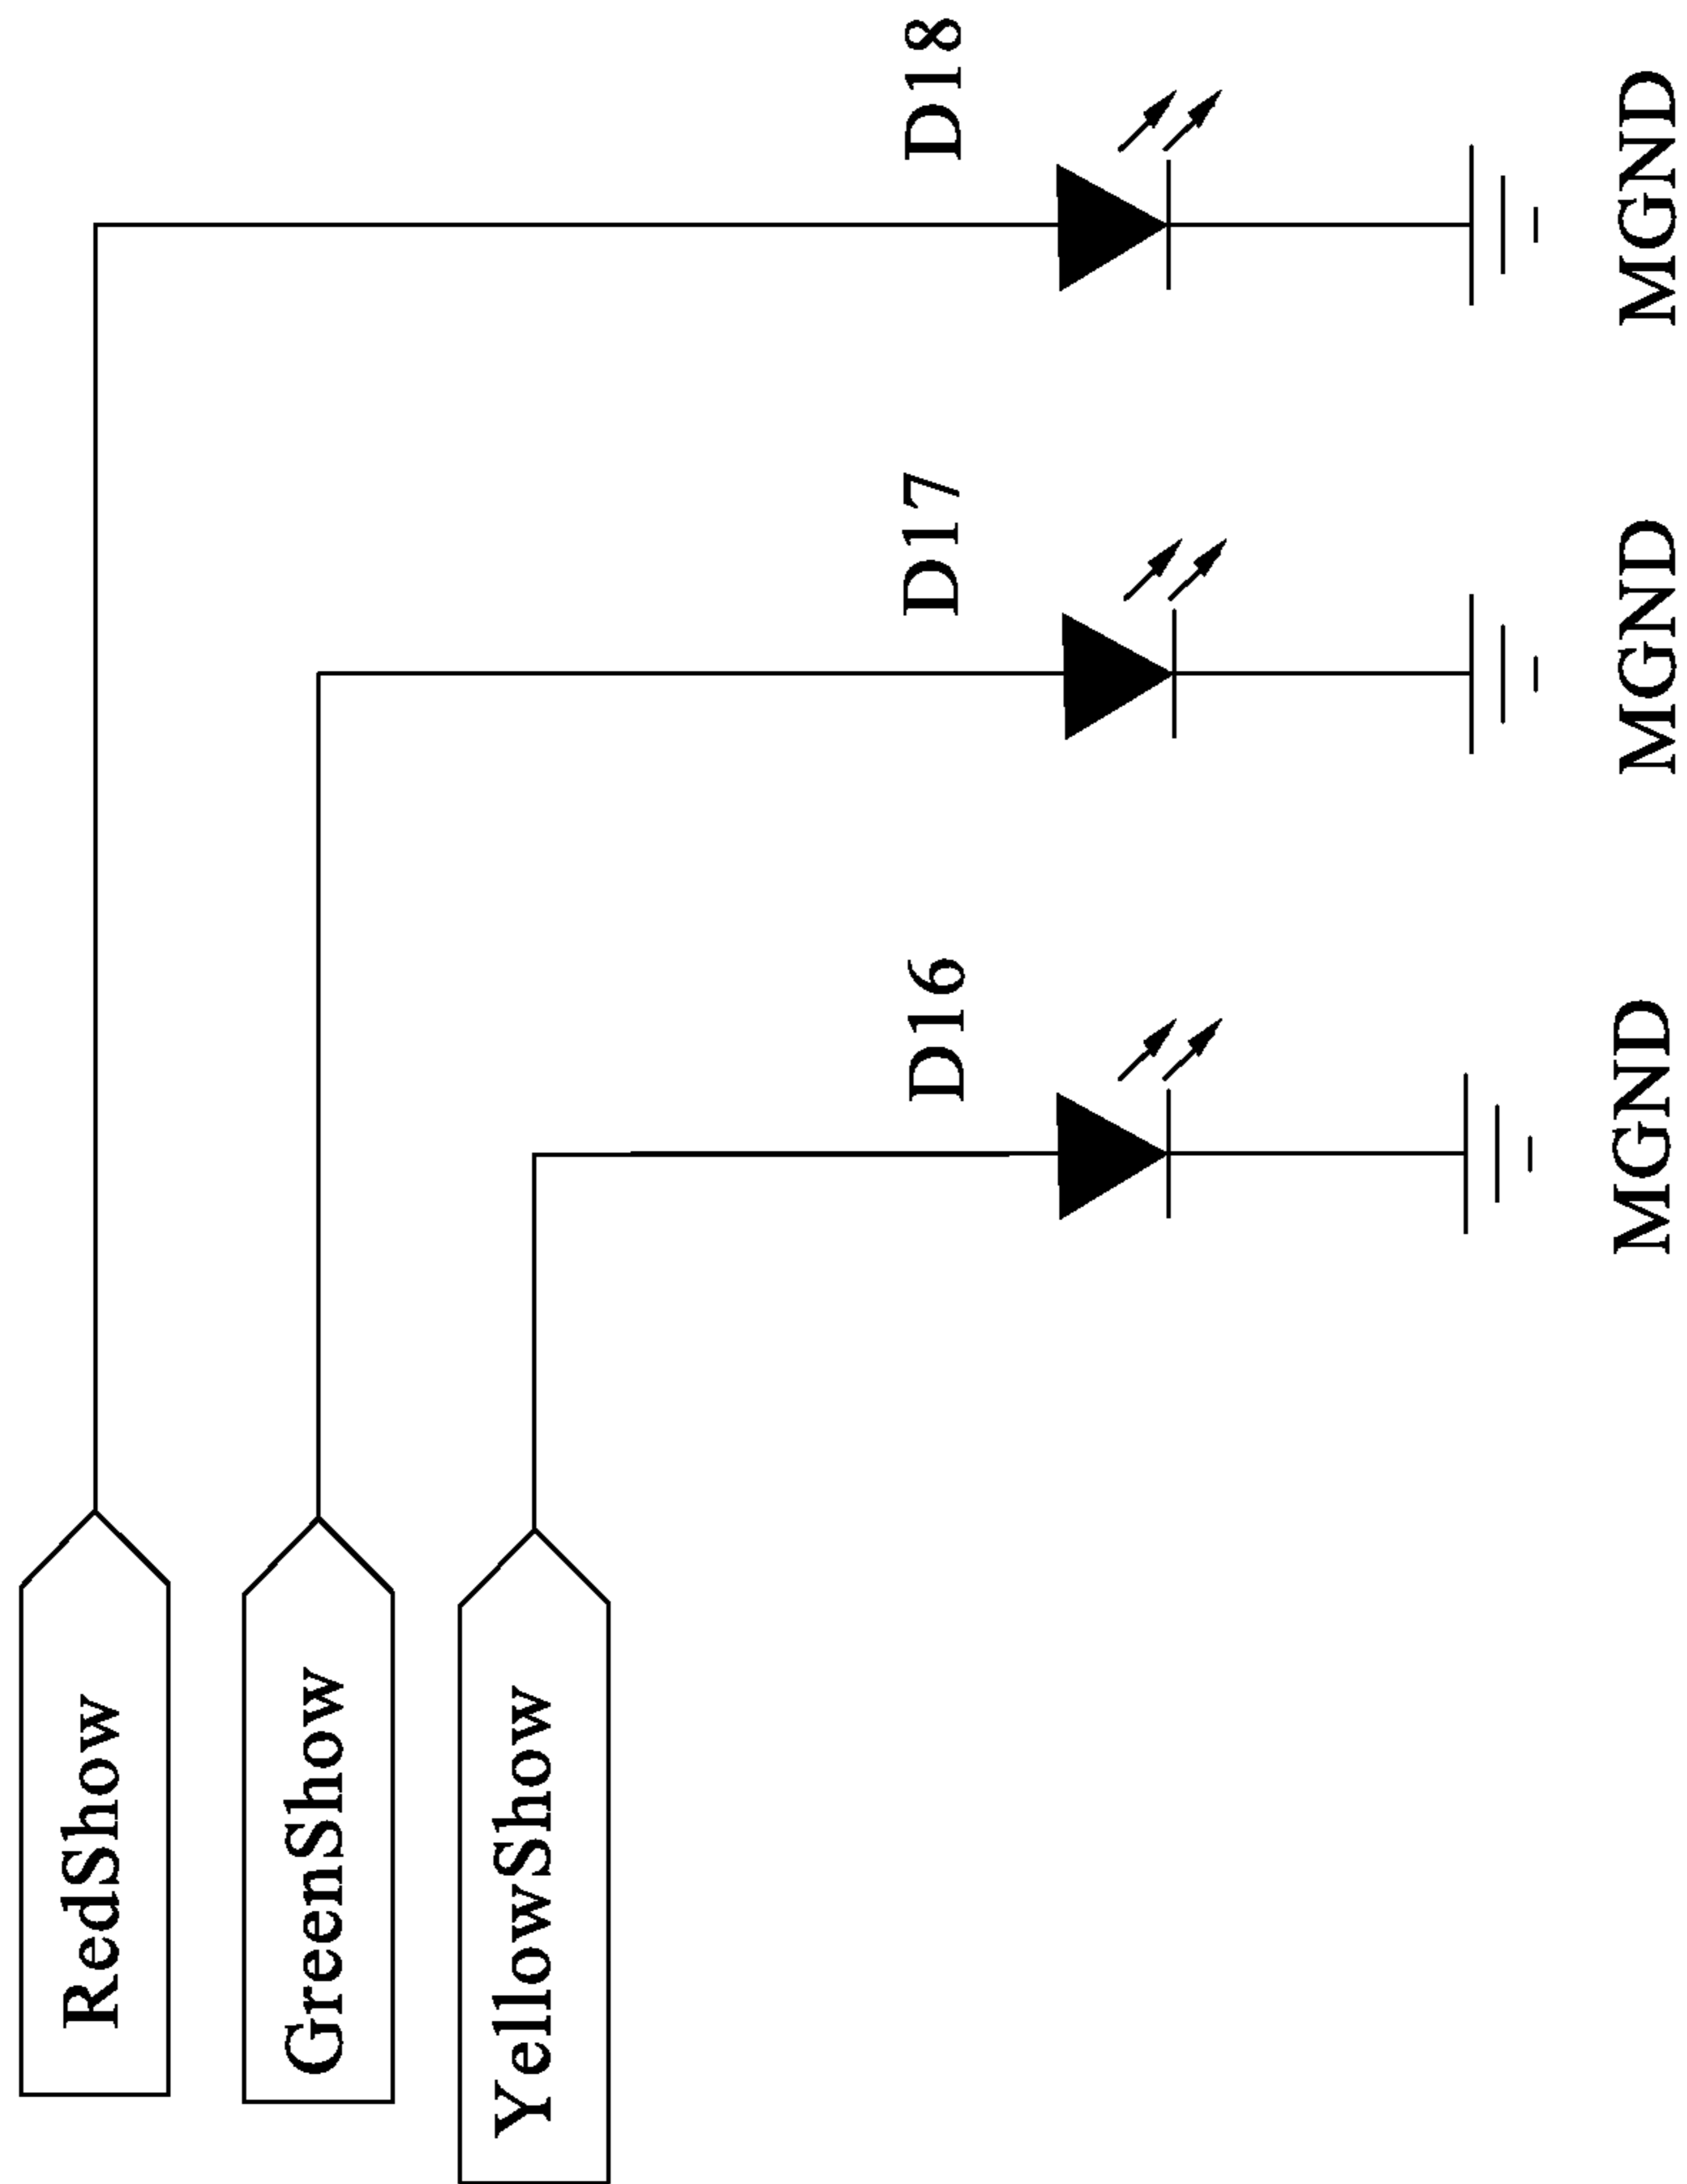 RedShow
GreenShow
YellowShow
D16
D17
D18
MGND
MGND
MGND